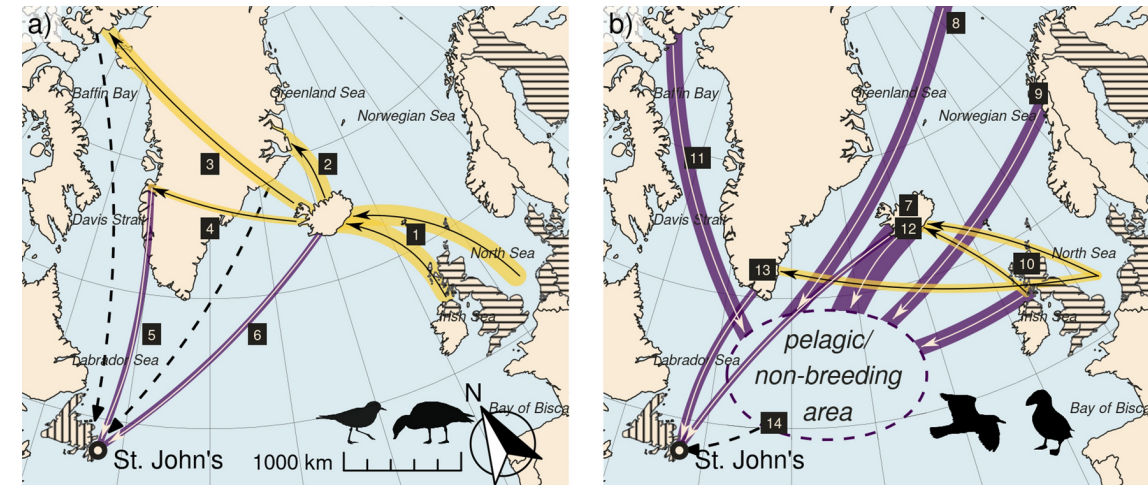 a)
Baffin Bay
Greenland Sea
Norwegian Sea
3
2
Davis Strait
4
1
North Sea
Irish Sea
5
6
Labrador Sea
N
Bay of Bisca
St. John's
1000 km
b)
8
Baffin Bay
Greenland Sea
9
Norwegian Sea
11
7
Davis Strait
12
North Sea
10
13
Irish Sea
pelagic/
Labrador Sea
non-breeding
area
Bay of Bisca
14
St. John's